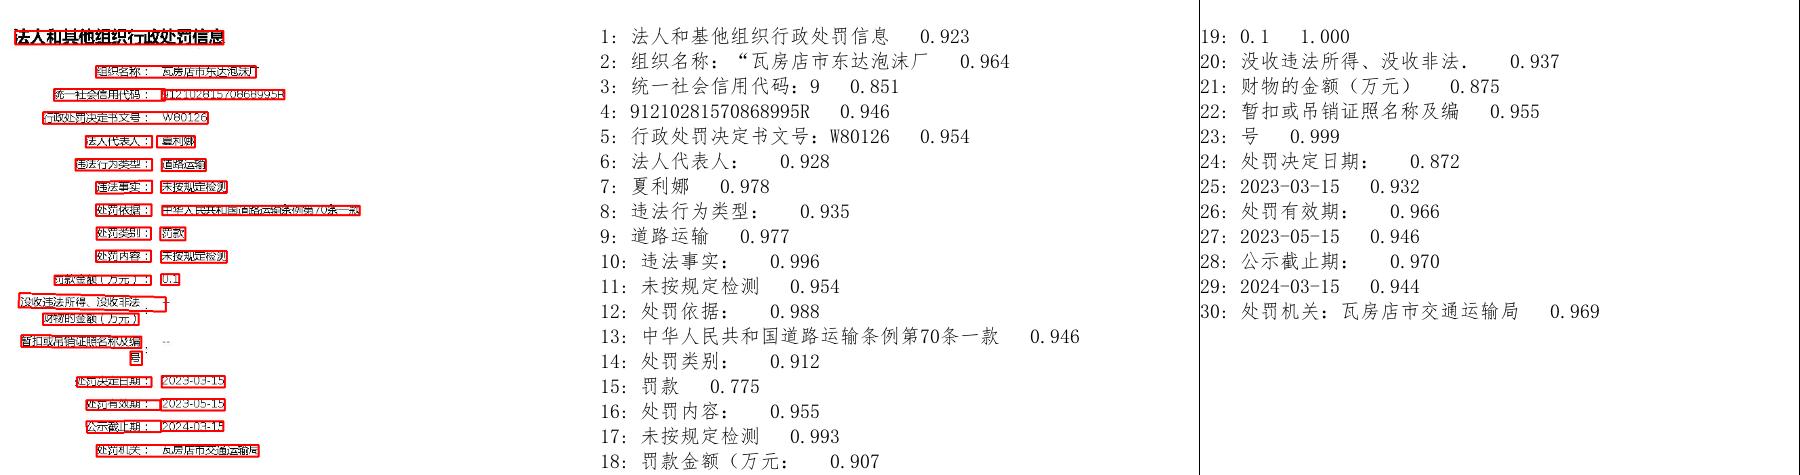 法人和其他组织行政处罚信息
组织名称： 瓦房店市东达泡沫厂
统一社会信用代码： 91210281570868995R
行政处罚决定书文号： W80126
法人代表人： 夏利娜
违法行为类型： 道路运输
违法事实： 未按规定检测
处罚依据： 中华人民共和国道路运输条例第70条一款
处罚类别： 罚款
处罚内容： 未按规定检测
罚款金额（万元）： 0.1
没收违法所得、没收非法 --
财物的金额（万元） ：
暂扣或吊销证照名称及编 --
号 ：
处罚决定日期： 2023-03-15
处罚有效期： 2023-05-15
公示截止期： 2024-03-15
处罚机关： 瓦房店市交通运输局
1: 法人和基他组织行政处罚信息 0.923
2: 组织名称：“瓦房店市东达泡沫厂 0.964
3: 统一社会信用代码：9 0.851
4: 91210281570868995R 0.946
5: 行政处罚决定书文号：W80126 0.954
6: 法人代表人： 0.928
7: 夏利娜 0.978
8: 违法行为类型： 0.935
9: 道路运输 0.977
10: 违法事实： 0.996
11: 未按规定检测 0.954
12: 处罚依据： 0.988
13: 中华人民共和国道路运输条例第70条一款 0.946
14: 处罚类别： 0.912
15: 罚款 0.775
16: 处罚内容： 0.955
17: 未按规定检测 0.993
18: 罚款金额（万元： 0.907
19: 0.1 1.000
20: 没收违法所得、没收非法. 0.937
21: 财物的金额（万元） 0.875
22: 暂扣或吊销证照名称及编 0.955
23: 号 0.999
24: 处罚决定日期： 0.872
25: 2023-03-15 0.932
26: 处罚有效期： 0.966
27: 2023-05-15 0.946
28: 公示截止期： 0.970
29: 2024-03-15 0.944
30: 处罚机关：瓦房店市交通运输局 0.969